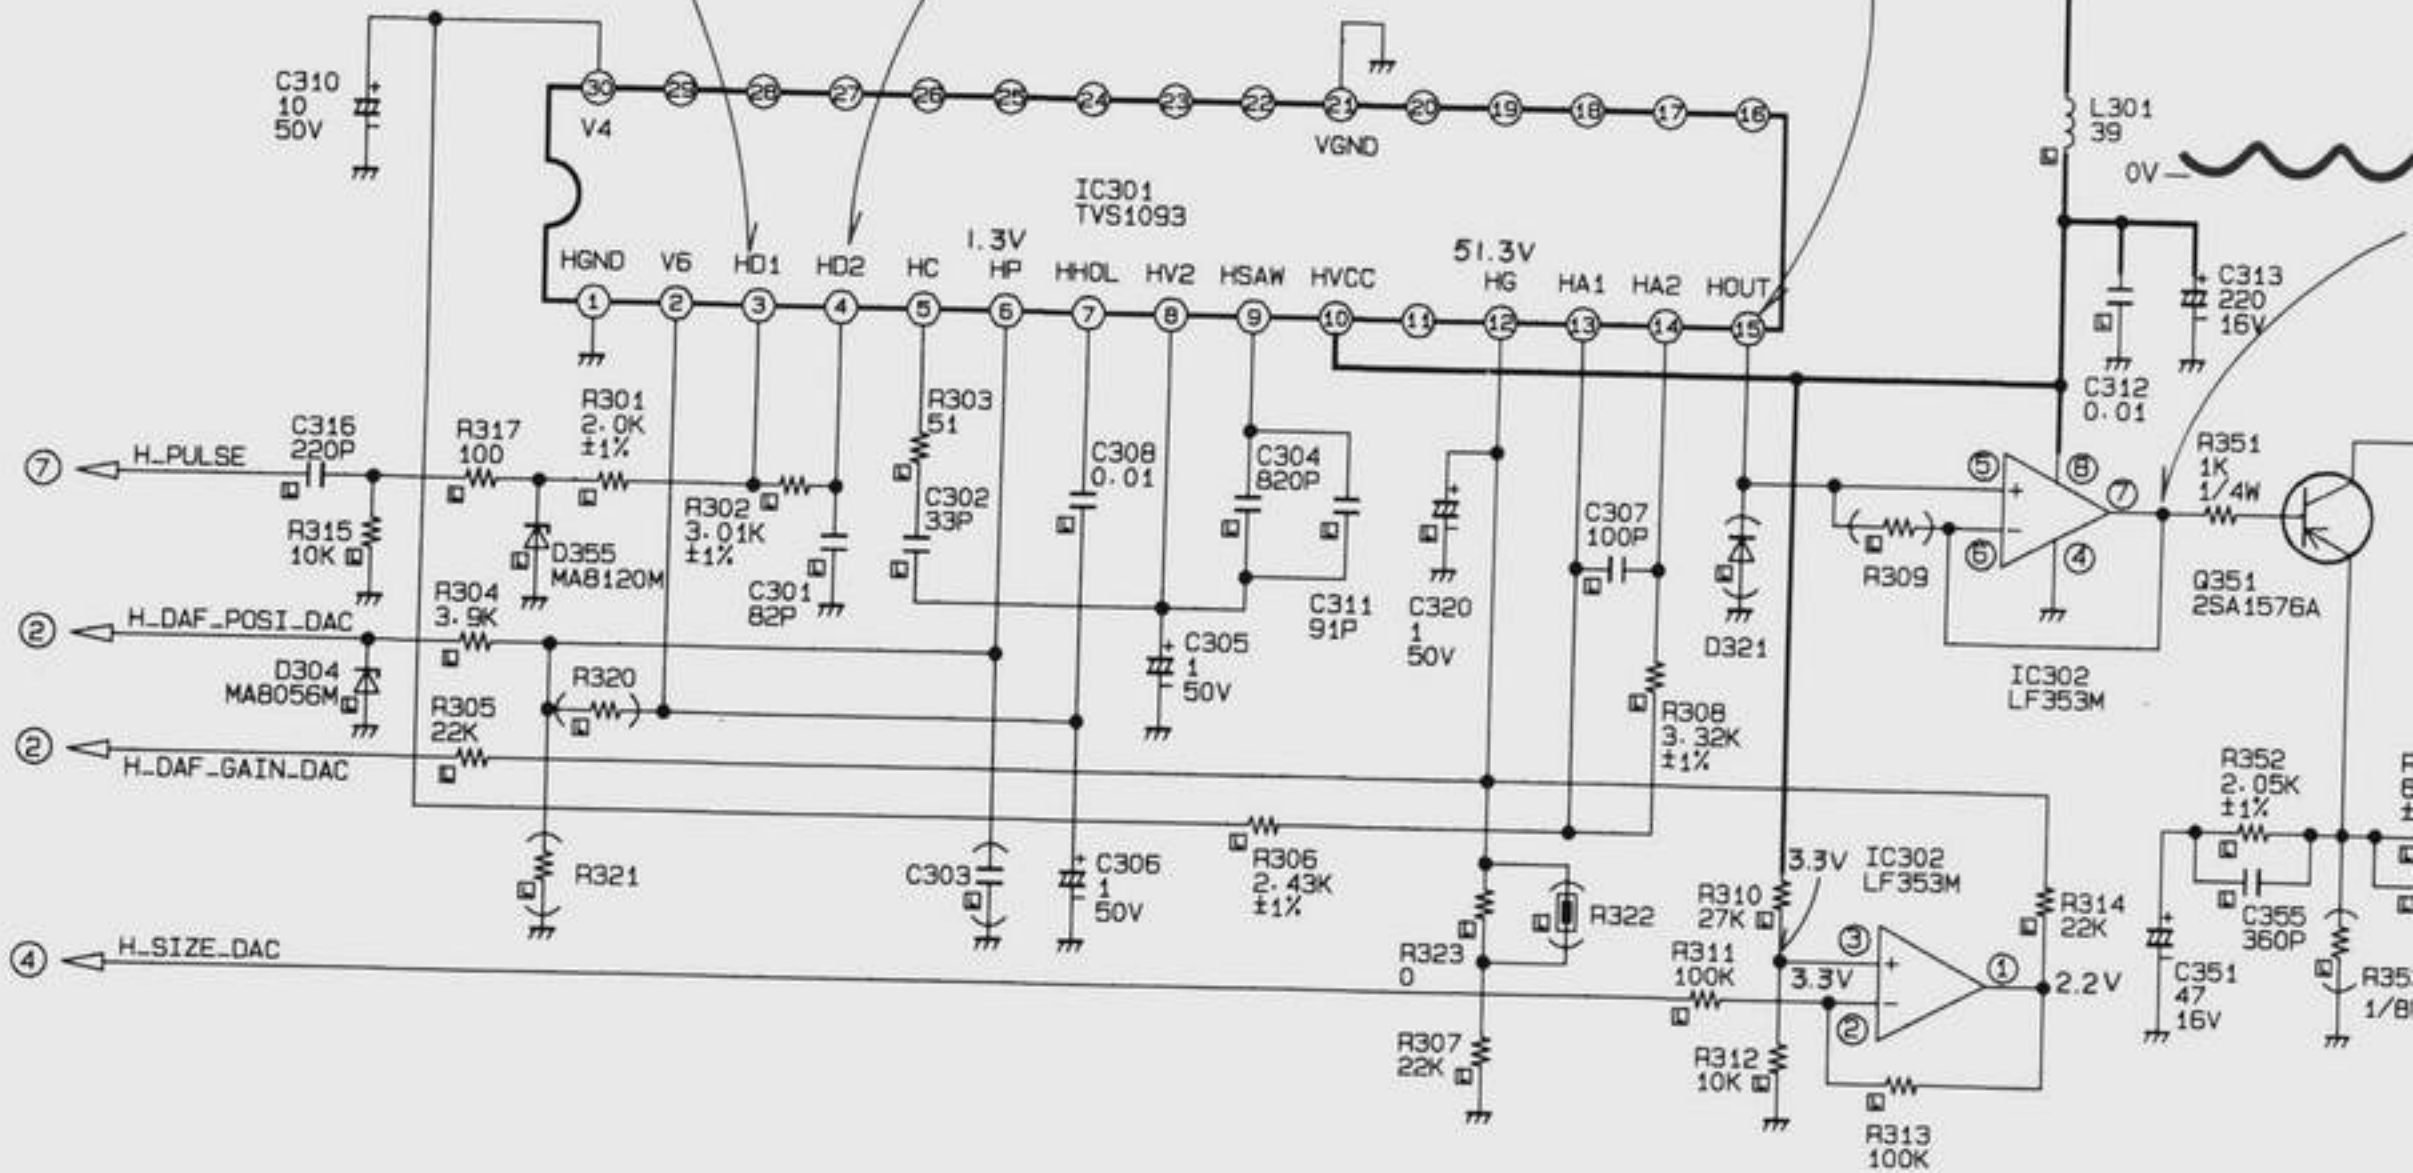 C310
10
50V
30
29
28
27
26
25
24
23
22
21
20
19
18
17
16
V4
VGND
IC301
TVS1093
L301
39
0V
1.3V
51.3V
HGND
V6
HD1
HD2
HC
HP
HHOL
HV2
HSAW
HVCC
HG
HA1
HA2
HOUT
1
2
3
4
5
6
7
8
9
10
11
12
13
14
15
C313
220
16V
C312
0.01
7
H_PULSE
C316
220P
R317
100
R301
2.0K
±1%
R303
51
C308
0.01
C304
820P
R315
10K
D355
MA8120M
R302
3.01K
±1%
C301
82P
C302
33P
C311
91P
C320
1
50V
C307
100P
D321
5
+
8
7
6
-
4
R309
R351
1K
1/4W
Q351
2SA1576A
IC302
LF353M
2
H_DAF_POSI_DAC
R304
3.9K
D304
MA8056M
R320
C305
1
50V
R308
3.32K
±1%
2
H_DAF_GAIN_DAC
R305
22K
R352
2.05K
±1%
R321
C303
C306
1
50V
R306
2.43K
±1%
R322
R323
0
3.3V
IC302
LF353M
R310
27K
R314
22K
C355
360P
C351
47
16V
4
H_SIZE_DAC
R311
100K
3.3V
3
+
1
2.2V
-
2
R307
22K
R312
10K
R313
100K